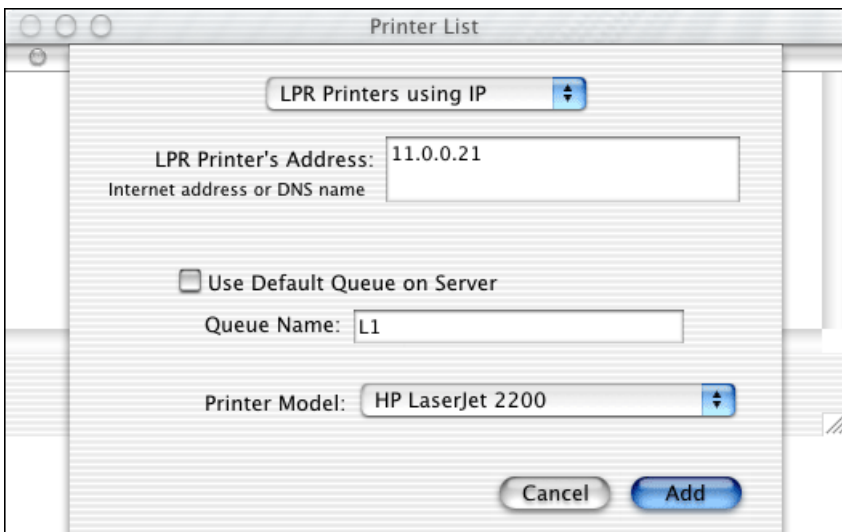 Printer List
LPR Printers using IP
LPR Printer's Address: 11.0.0.21
Internet address or DNS name
Use Default Queue on Server
Queue Name: L1
Printer Model: HP LaserJet 2200
Cancel Add